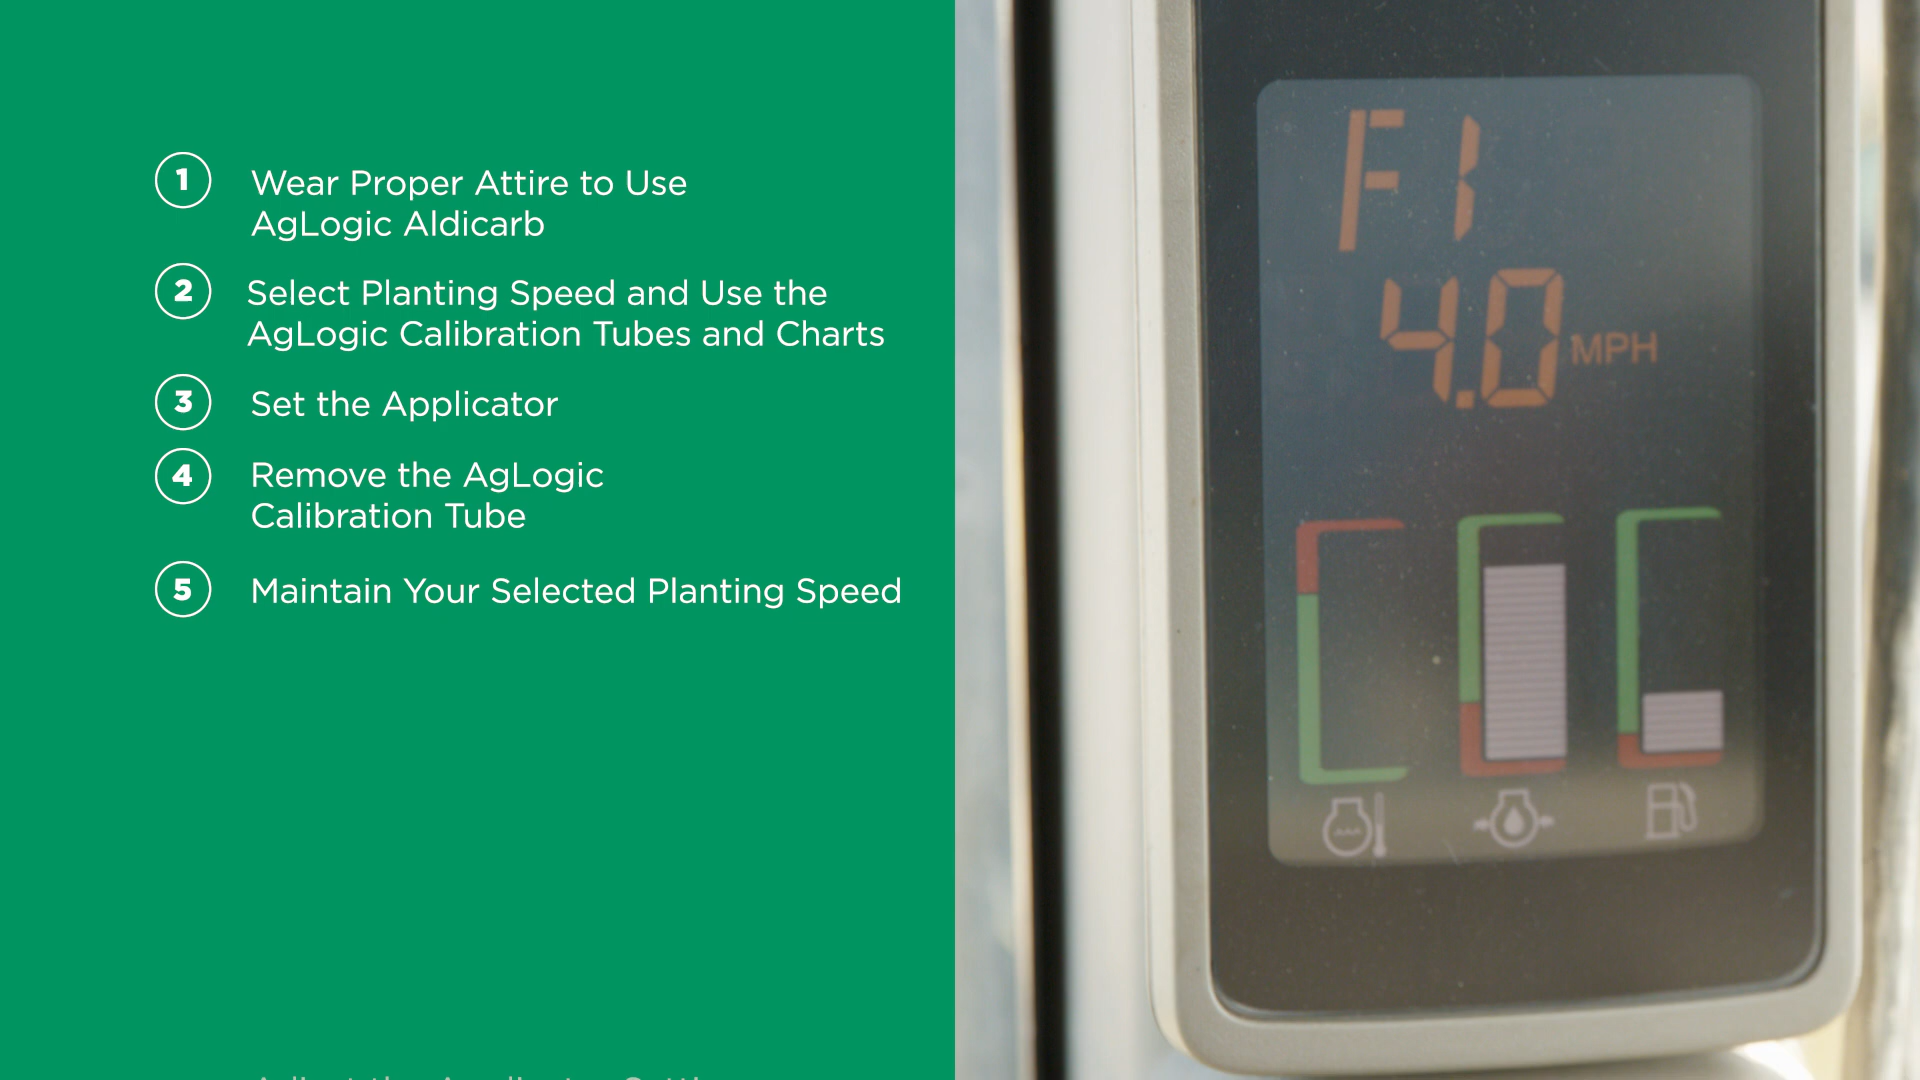 1 Wear Proper Attire to Use
AgLogic Aldicarb
2 Select Planting Speed and Use the
AgLogic Calibration Tubes and Charts
3 Set the Applicator
4 Remove the AgLogic
Calibration Tube
5 Maintain Your Selected Planting Speed
F1
4.0 MPH